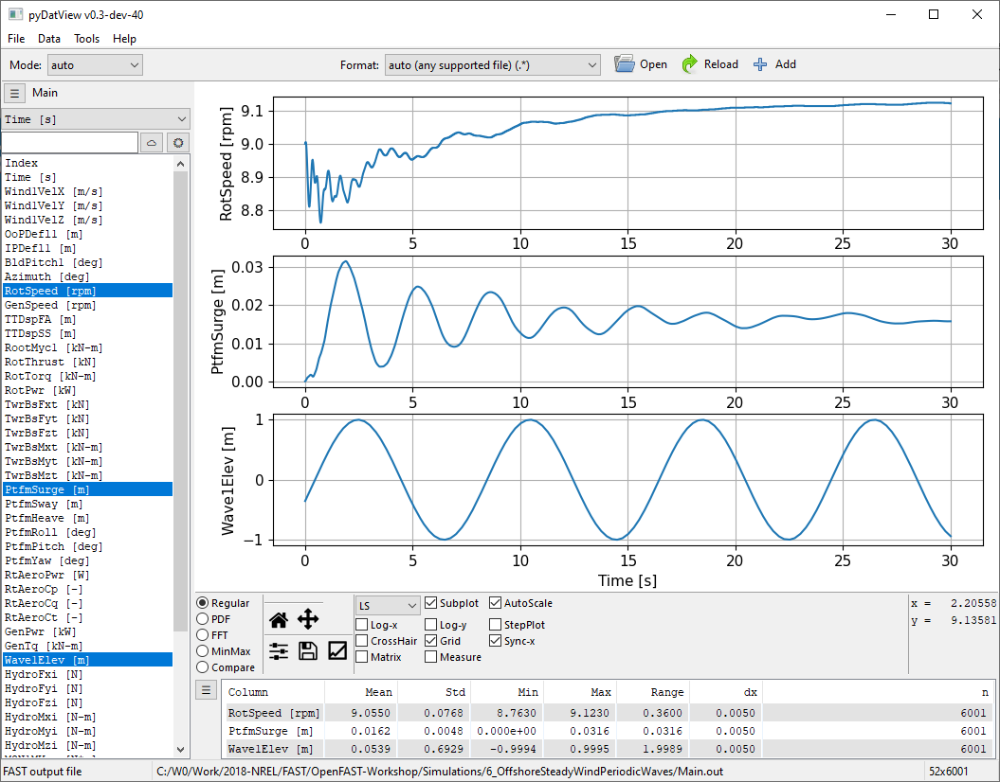 pyDatView v0.3-dev-40
File Data Tools Help
Mode: auto Format: auto (any supported file) (.*) Open Reload Add
Main
Time [s]
Index
Time [s]
Wind1VelX [m/s]
Wind1VelY [m/s]
Wind1VelZ [m/s]
OoPDefl1 [m]
IPDefl1 [m]
BldPitch1 [deg]
Azimuth [deg]
RotSpeed [rpm]
GenSpeed [rpm]
TTDspFA [m]
TTDspSS [m]
RootMyc1 [kN-m]
RotThrust [kN]
RotTorq [kN-m]
RotPwr [kW]
TwrBsFxt [kN]
TwrBsFyt [kN]
TwrBsFzt [kN]
TwrBsMxt [kN-m]
TwrBsMyt [kN-m]
TwrBsMzt [kN-m]
PtfmSurge [m]
PtfmSway [m]
PtfmHeave [m]
PtfmRoll [deg]
PtfmPitch [deg]
PtfmYaw [deg]
RtAeroPwr [W]
RtAeroCp [-]
RtAeroCq [-]
RtAeroCt [-]
GenPwr [kW]
GenTq [kN-m]
Wave1Elev [m]
HydroFxi [N]
HydroFyi [N]
HydroFzi [N]
HydroMxi [N-m]
HydroMyi [N-m]
HydroMzi [N-m]
RotSpeed [rpm]
9.1
9.0
8.9
8.8
0 5 10 15 20 25 30
PtfmSurge [m]
0.03
0.02
0.01
0.00
0 5 10 15 20 25 30
Wave1Elev [m]
1
0
−1
0 5 10 15 20 25 30
Time [s]
Regular
PDF
FFT
MinMax
Compare
LS Subplot AutoScale
Log-x Log-y StepPlot
CrossHair Grid Sync-x
Matrix Measure
x = 2.20558
y = 9.13581
Column Mean Std Min Max Range dx n
RotSpeed [rpm] 9.0550 0.0768 8.7630 9.1230 0.3600 0.0050 6001
PtfmSurge [m] 0.0162 0.0048 0.000e+00 0.0316 0.0316 0.0050 6001
Wave1Elev [m] 0.0539 0.6929 -0.9994 0.9995 1.9989 0.0050 6001
FAST output file C:/W0/Work/2018-NREL/FAST/OpenFAST-Workshop/Simulations/6_OffshoreSteadyWindPeriodicWaves/Main.out 52x6001